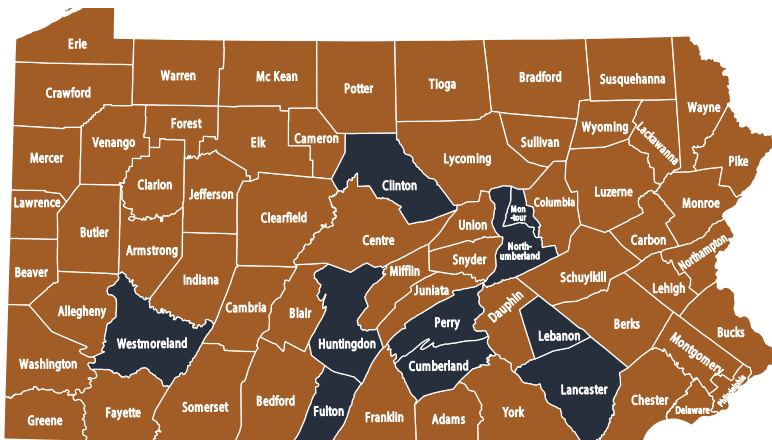 Erie
Warren
Mc Kean
Potter
Tioga
Bradford
Susquehanna
Wayne
Crawford
Forest
Venango
Elk
Cameron
Clinton
Lycoming
Sullivan
Wyoming
Lackawanna
Pike
Mercer
Clarion
Jefferson
Clearfield
Centre
Union
Mon
-tour
Columbia
Luzerne
Monroe
Lawrence
Butler
Armstrong
Indiana
Snyder
North-
umberland
Carbon
Northampton
Beaver
Allegheny
Cambria
Blair
Mifflin
Juniata
Schuylkill
Lehigh
Westmoreland
Huntingdon
Perry
Dauphin
Lebanon
Berks
Bucks
Washington
Cumberland
Lancaster
Montgomery
Greene
Fayette
Somerset
Bedford
Fulton
Franklin
Adams
York
Chester
Delaware
Philadelphia